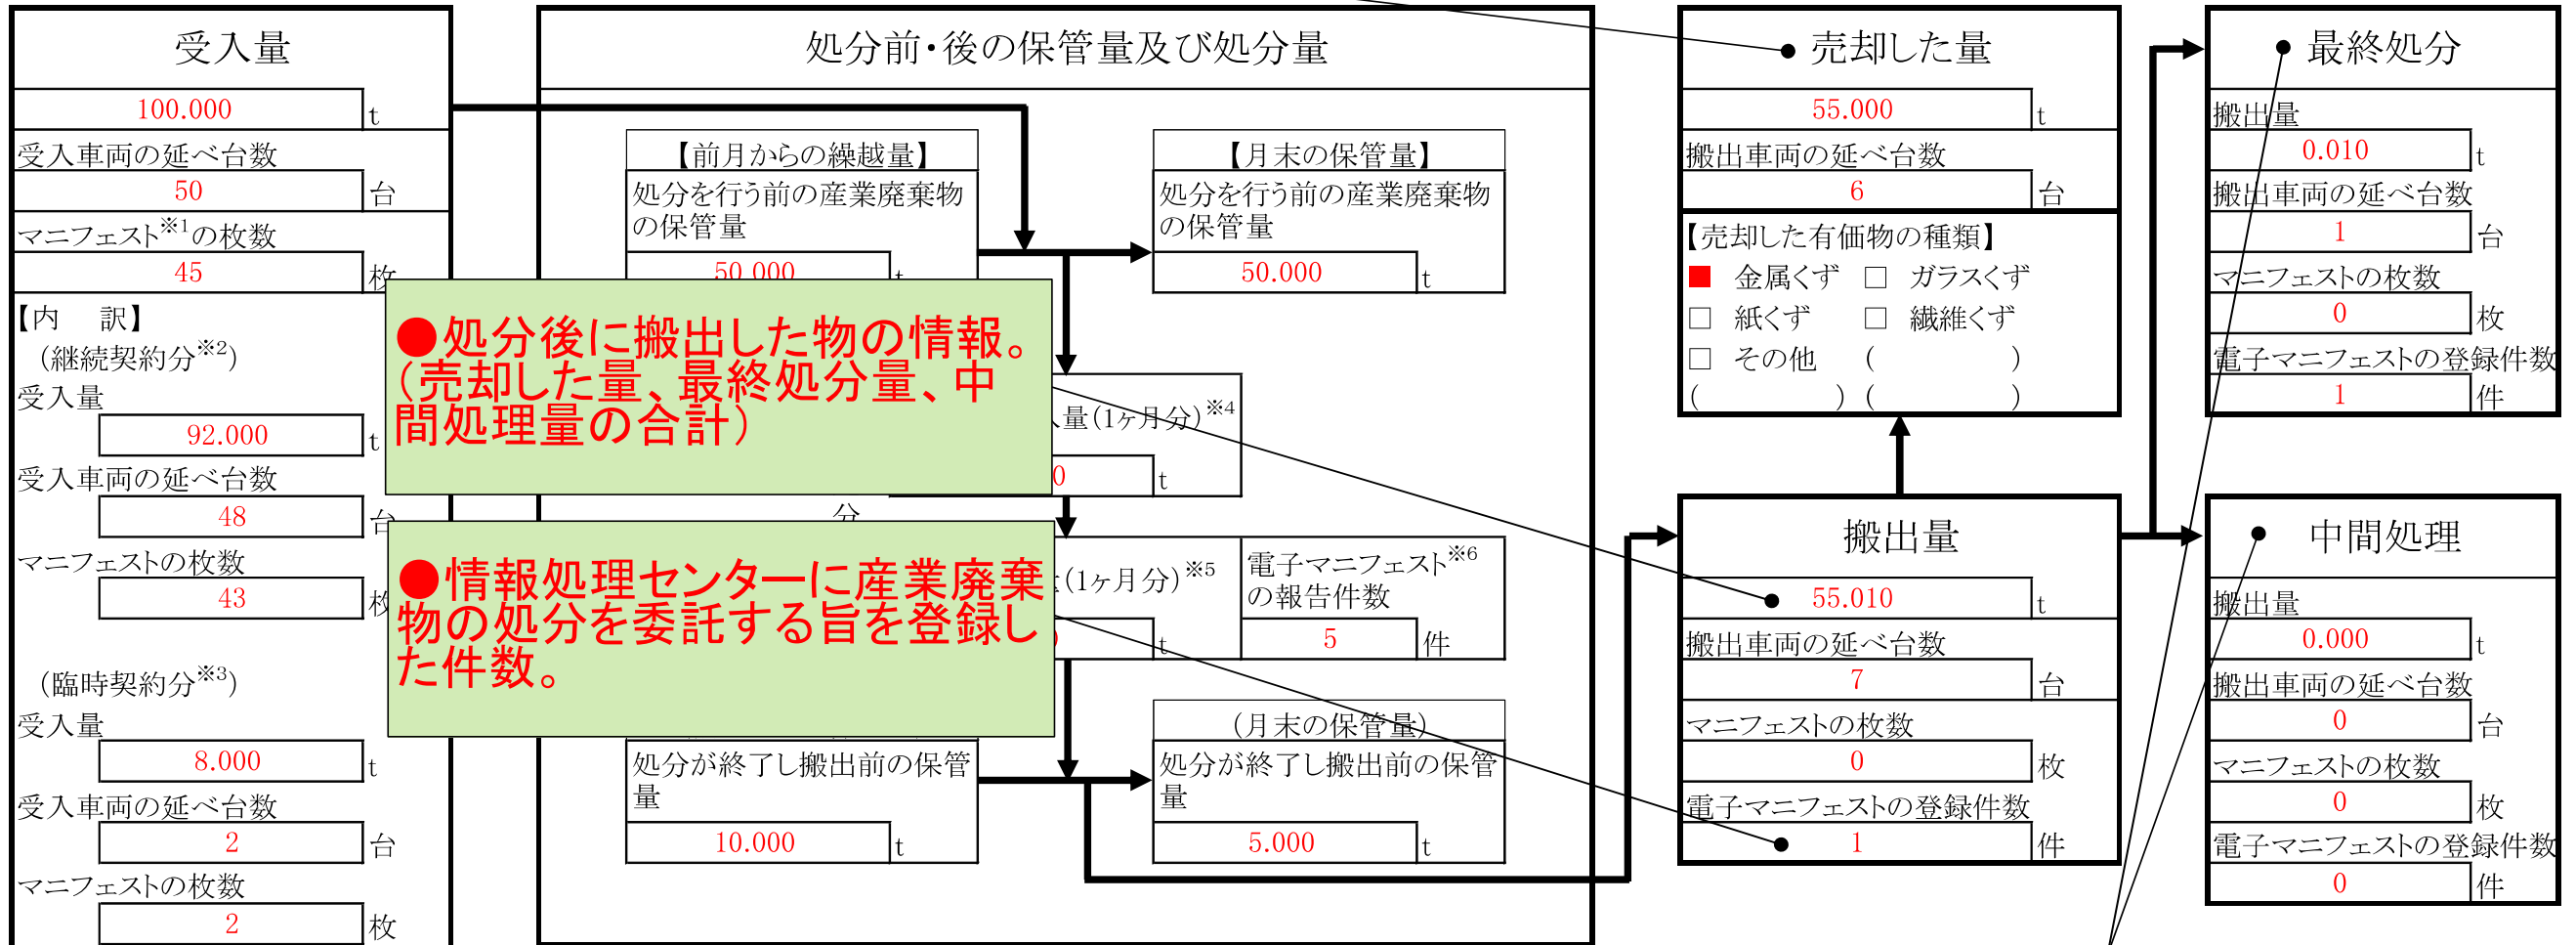 受入量
100.000 t
受入車両の延べ台数
50 台
マニフェスト※1の枚数
45 枚
【内 訳】
(継続契約分※2)
受入量
92.000 t
受入車両の延べ台数
48 台
マニフェストの枚数
43 枚
(臨時契約分※3)
受入量
8.000 t
受入車両の延べ台数
2 台
マニフェストの枚数
2 枚
処分前・後の保管量及び処分量
【前月からの繰越量】
処分を行う前の産業廃棄物
の保管量
50.000 t
【月末の保管量】
処分を行う前の産業廃棄物
の保管量
50.000 t
●処分後に搬出した物の情報。
(売却した量、最終処分量、中
間処理量の合計)
量(1ヶ月分)※4
0 t
分
●情報処理センターに産業廃棄
物の処分を委託する旨を登録し
た件数。
(1ヶ月分)※5
t
電子マニフェスト※6
の報告件数
5 件
処分が終了し搬出前の保管
量
10.000 t
(月末の保管量)
処分が終了し搬出前の保管
量
5.000 t
売却した量
55.000 t
搬出車両の延べ台数
6 台
【売却した有価物の種類】
■ 金属くず □ ガラスくず
□ 紙くず □ 繊維くず
□ その他 ( )
( ) ( )
搬出量
55.010 t
搬出車両の延べ台数
7 台
マニフェストの枚数
0 枚
電子マニフェストの登録件数
1 件
最終処分
搬出量
0.010 t
搬出車両の延べ台数
1 台
マニフェストの枚数
0 枚
電子マニフェストの登録件数
1 件
中間処理
搬出量
0.000 t
搬出車両の延べ台数
0 台
マニフェストの枚数
0 枚
電子マニフェストの登録件数
0 件